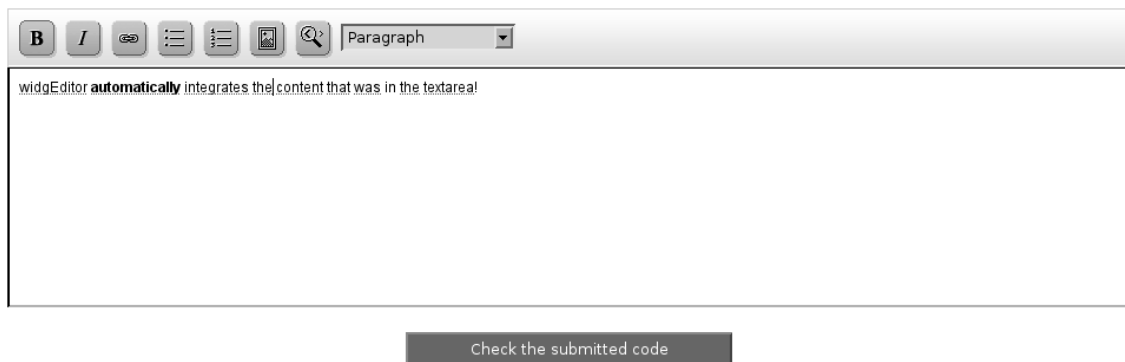 B I Paragraph
widgEditor automatically integrates the content that was in the textarea!
Check the submitted code